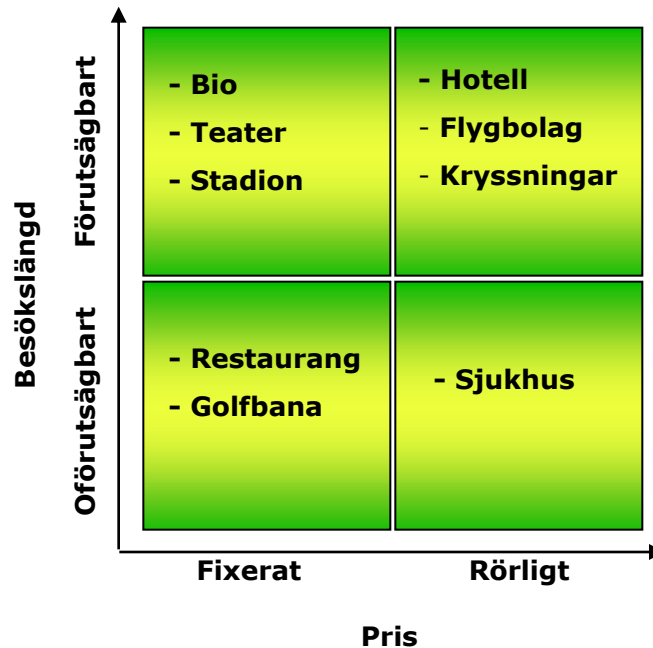 Besökslängd
Förutsägbart
Oförutsägbart
- Bio
- Teater
- Stadion
- Hotell
- Flygbolag
- Kryssningar
- Restaurang
- Golfbana
- Sjukhus
Fixerat
Rörligt
Pris